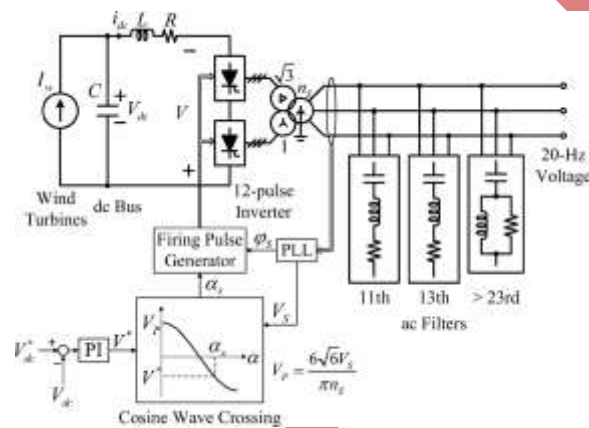 i_dc L R
I_w
C
+
V_dc
−
V
−
+
√3
n_s
1
Wind
Turbines
dc Bus
12-pulse
Inverter
20-Hz
Voltage
Firing Pulse
Generator
φ_S
PLL
11th
13th
> 23rd
ac Filters
α_s
V_S
V_P
α_s
α
V*
V*_dc
+
−
PI
V*
V_dc
V_P = 6√6V_S / πn_S
Cosine Wave Crossing